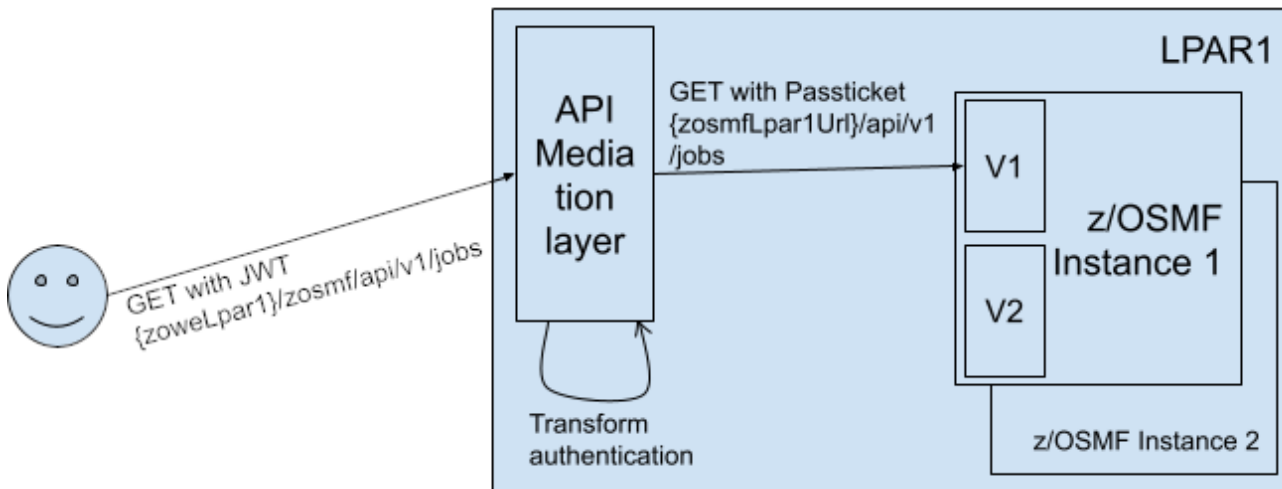 LPAR1
API
Media
tion
layer
GET with Passticket
{zosmfLpar1Url}/api/v1
/jobs
V1
z/OSMF
Instance 1
V2
GET with JWT
{zoweLpar1}/zosmf/api/v1/jobs
Transform
authentication
z/OSMF Instance 2